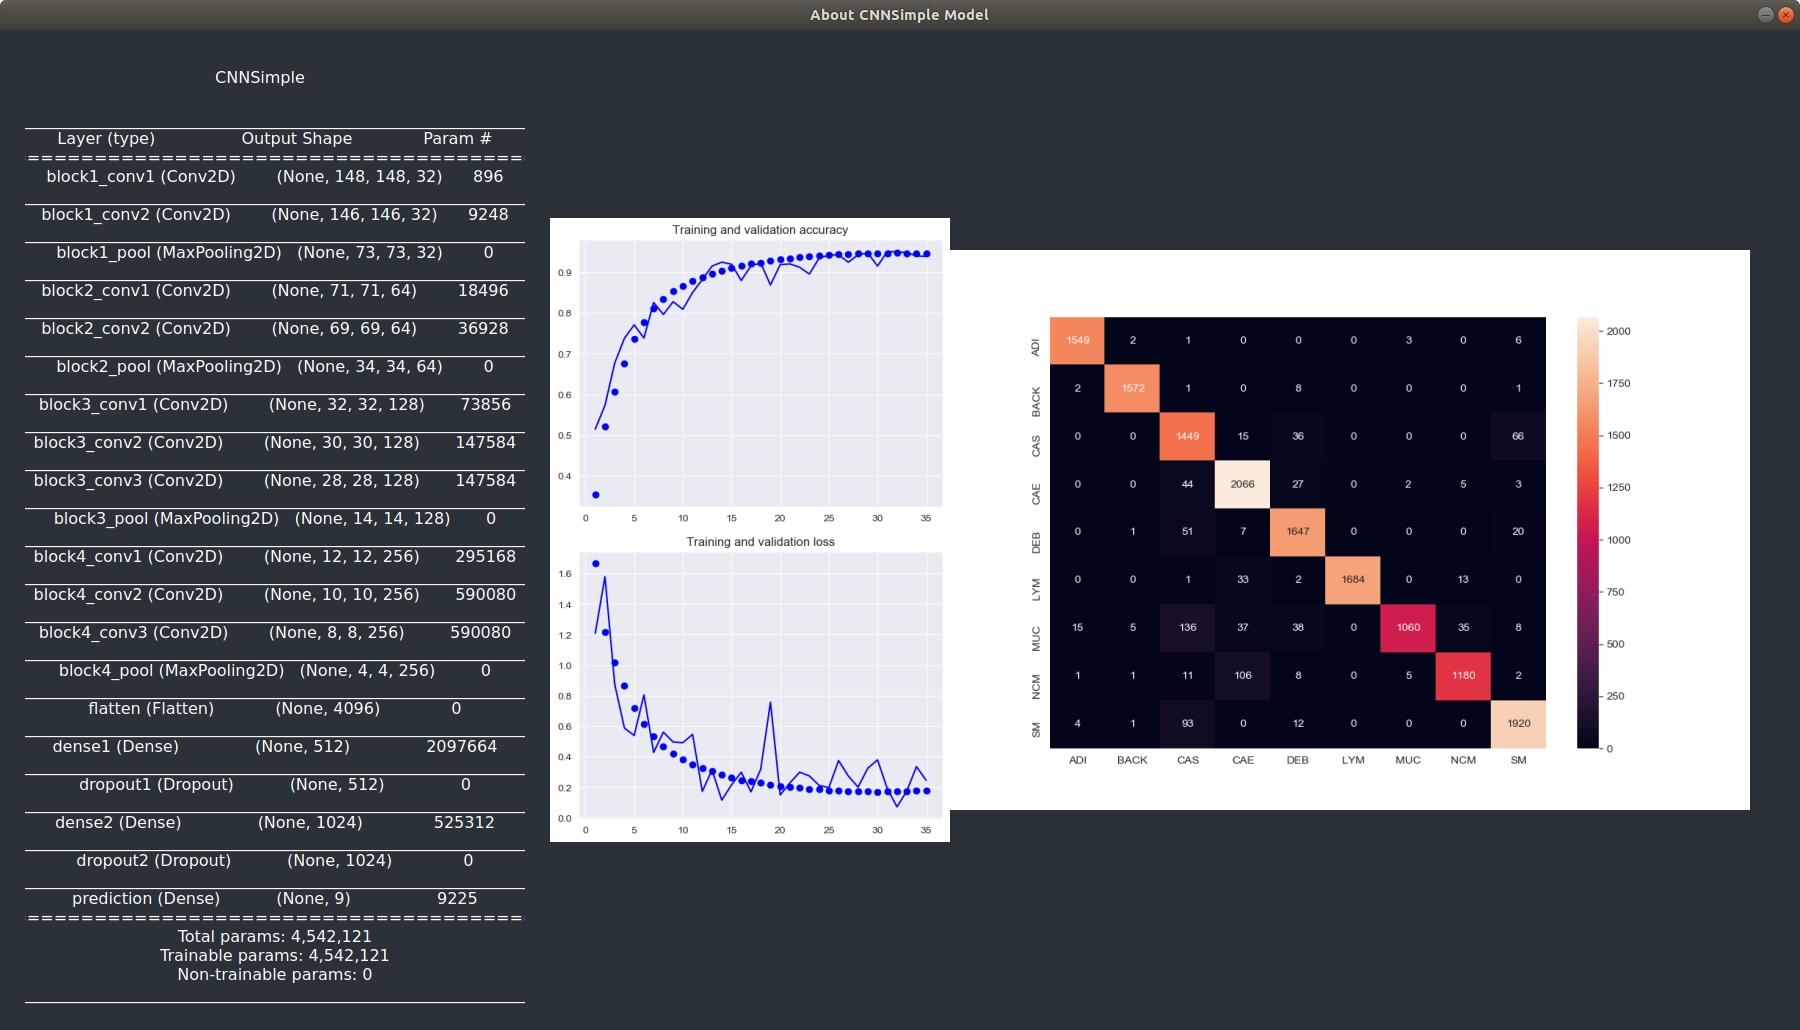 About CNNSimple Model
CNNSimple
Layer (type) Output Shape Param #
==========================================
block1_conv1 (Conv2D) (None, 148, 148, 32) 896
block1_conv2 (Conv2D) (None, 146, 146, 32) 9248
block1_pool (MaxPooling2D) (None, 73, 73, 32) 0
block2_conv1 (Conv2D) (None, 71, 71, 64) 18496
block2_conv2 (Conv2D) (None, 69, 69, 64) 36928
block2_pool (MaxPooling2D) (None, 34, 34, 64) 0
block3_conv1 (Conv2D) (None, 32, 32, 128) 73856
block3_conv2 (Conv2D) (None, 30, 30, 128) 147584
block3_conv3 (Conv2D) (None, 28, 28, 128) 147584
block3_pool (MaxPooling2D) (None, 14, 14, 128) 0
block4_conv1 (Conv2D) (None, 12, 12, 256) 295168
block4_conv2 (Conv2D) (None, 10, 10, 256) 590080
block4_conv3 (Conv2D) (None, 8, 8, 256) 590080
block4_pool (MaxPooling2D) (None, 4, 4, 256) 0
flatten (Flatten) (None, 4096) 0
dense1 (Dense) (None, 512) 2097664
dropout1 (Dropout) (None, 512) 0
dense2 (Dense) (None, 1024) 525312
dropout2 (Dropout) (None, 1024) 0
prediction (Dense) (None, 9) 9225
==========================================
Total params: 4,542,121
Trainable params: 4,542,121
Non-trainable params: 0
Training and validation accuracy
0.9
0.8
0.7
0.6
0.5
0.4
0 5 10 15 20 25 30 35
Training and validation loss
1.6
1.4
1.2
1.0
0.8
0.6
0.4
0.2
0.0
0 5 10 15 20 25 30 35
ADI 1549 2 1 0 0 0 3 0 6
BACK 2 1572 1 0 8 0 0 0 1
CAS 0 0 1449 15 36 0 0 0 66
CAE 0 0 44 2066 27 0 2 5 3
DEB 0 1 51 7 1647 0 0 0 20
LYM 0 0 1 33 2 1684 0 13 0
MUC 15 5 136 37 38 0 1060 35 8
NCM 1 1 11 106 8 0 5 1180 2
SM 4 1 93 0 12 0 0 0 1920
ADI BACK CAS CAE DEB LYM MUC NCM SM
2000
1750
1500
1250
1000
750
500
250
0